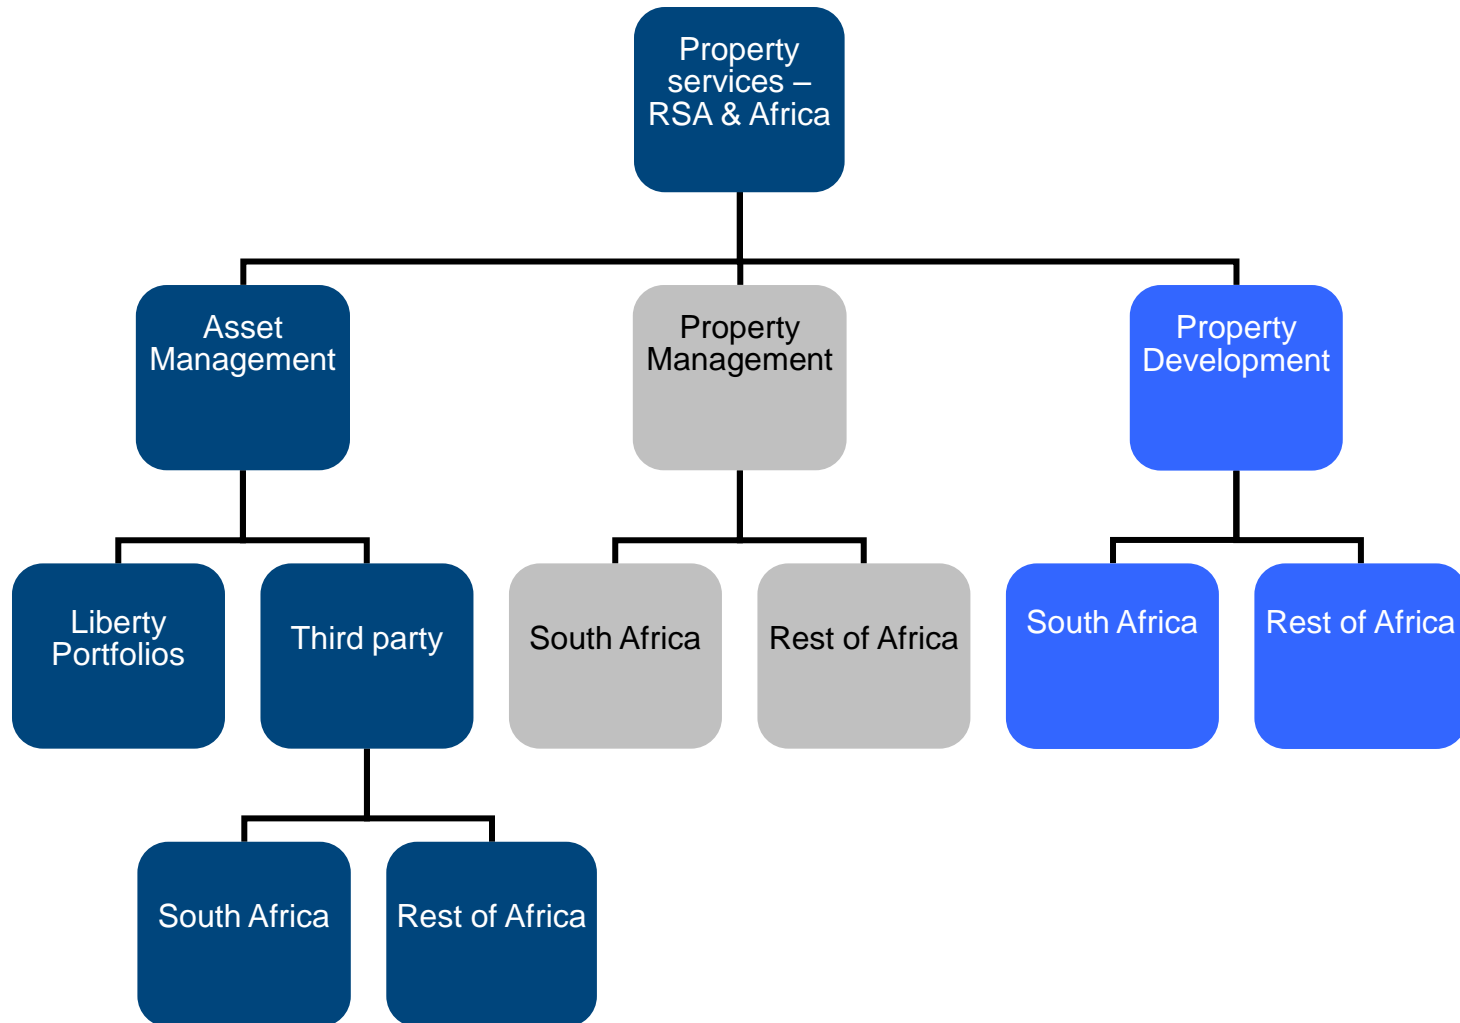 Property
services –
RSA & Africa
Asset
Management
Property
Management
Property
Development
Liberty
Portfolios
Third party
South Africa
Rest of Africa
South Africa
Rest of Africa
South Africa
Rest of Africa